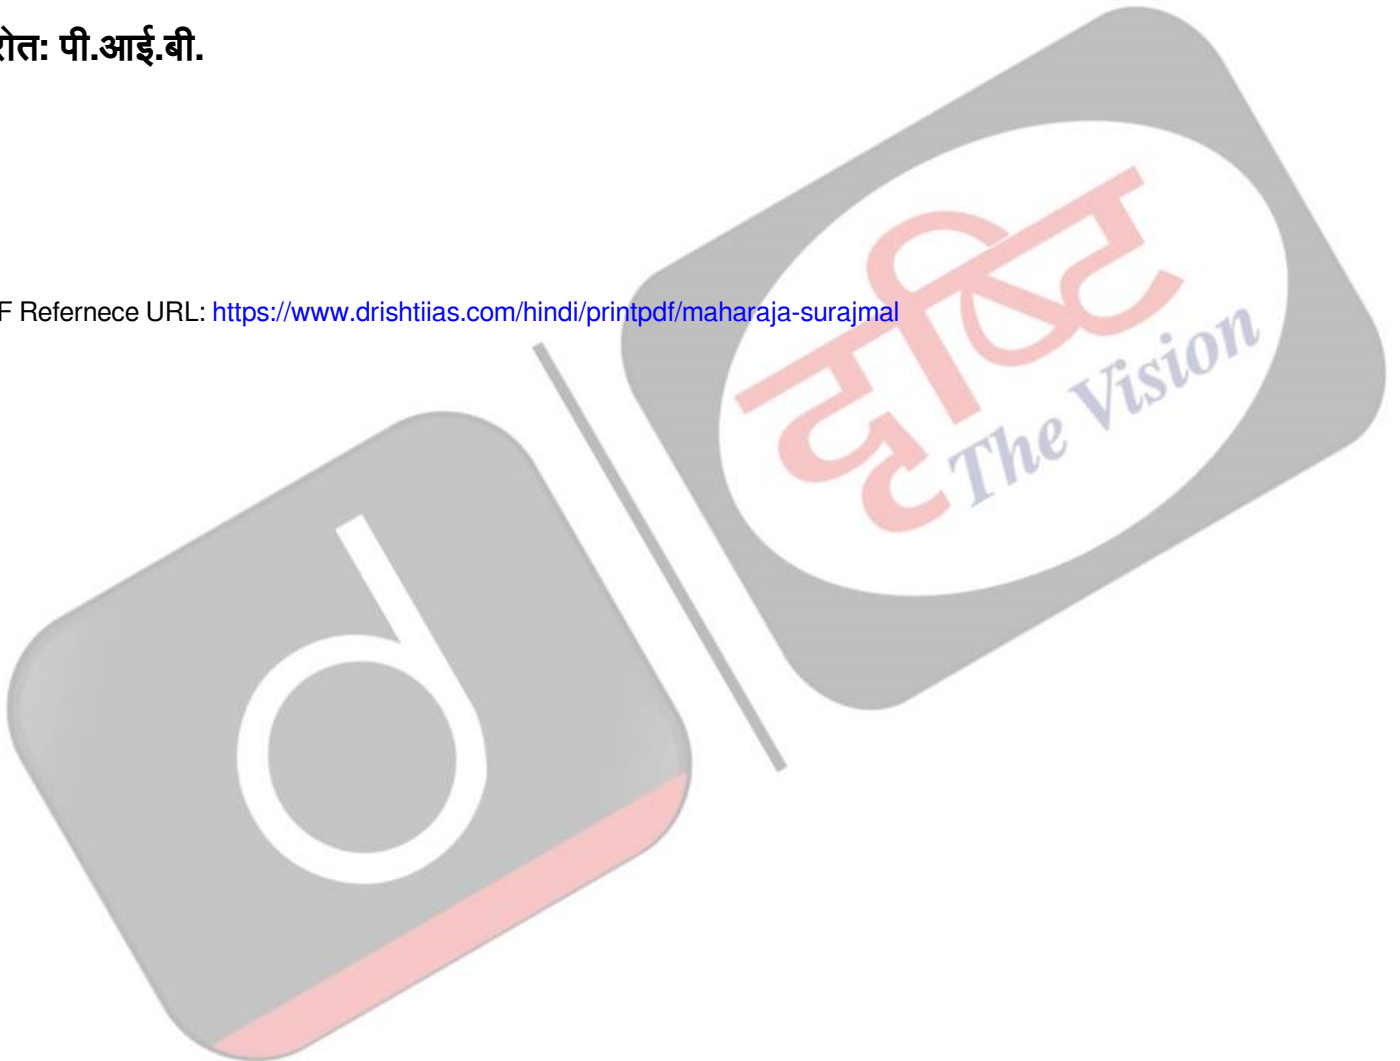 रोत: पी.आई.बी.
F Refernece URL: https://www.drishtiias.com/hindi/printpdf/maharaja-surajmal
दृष्टि
The Vision
d